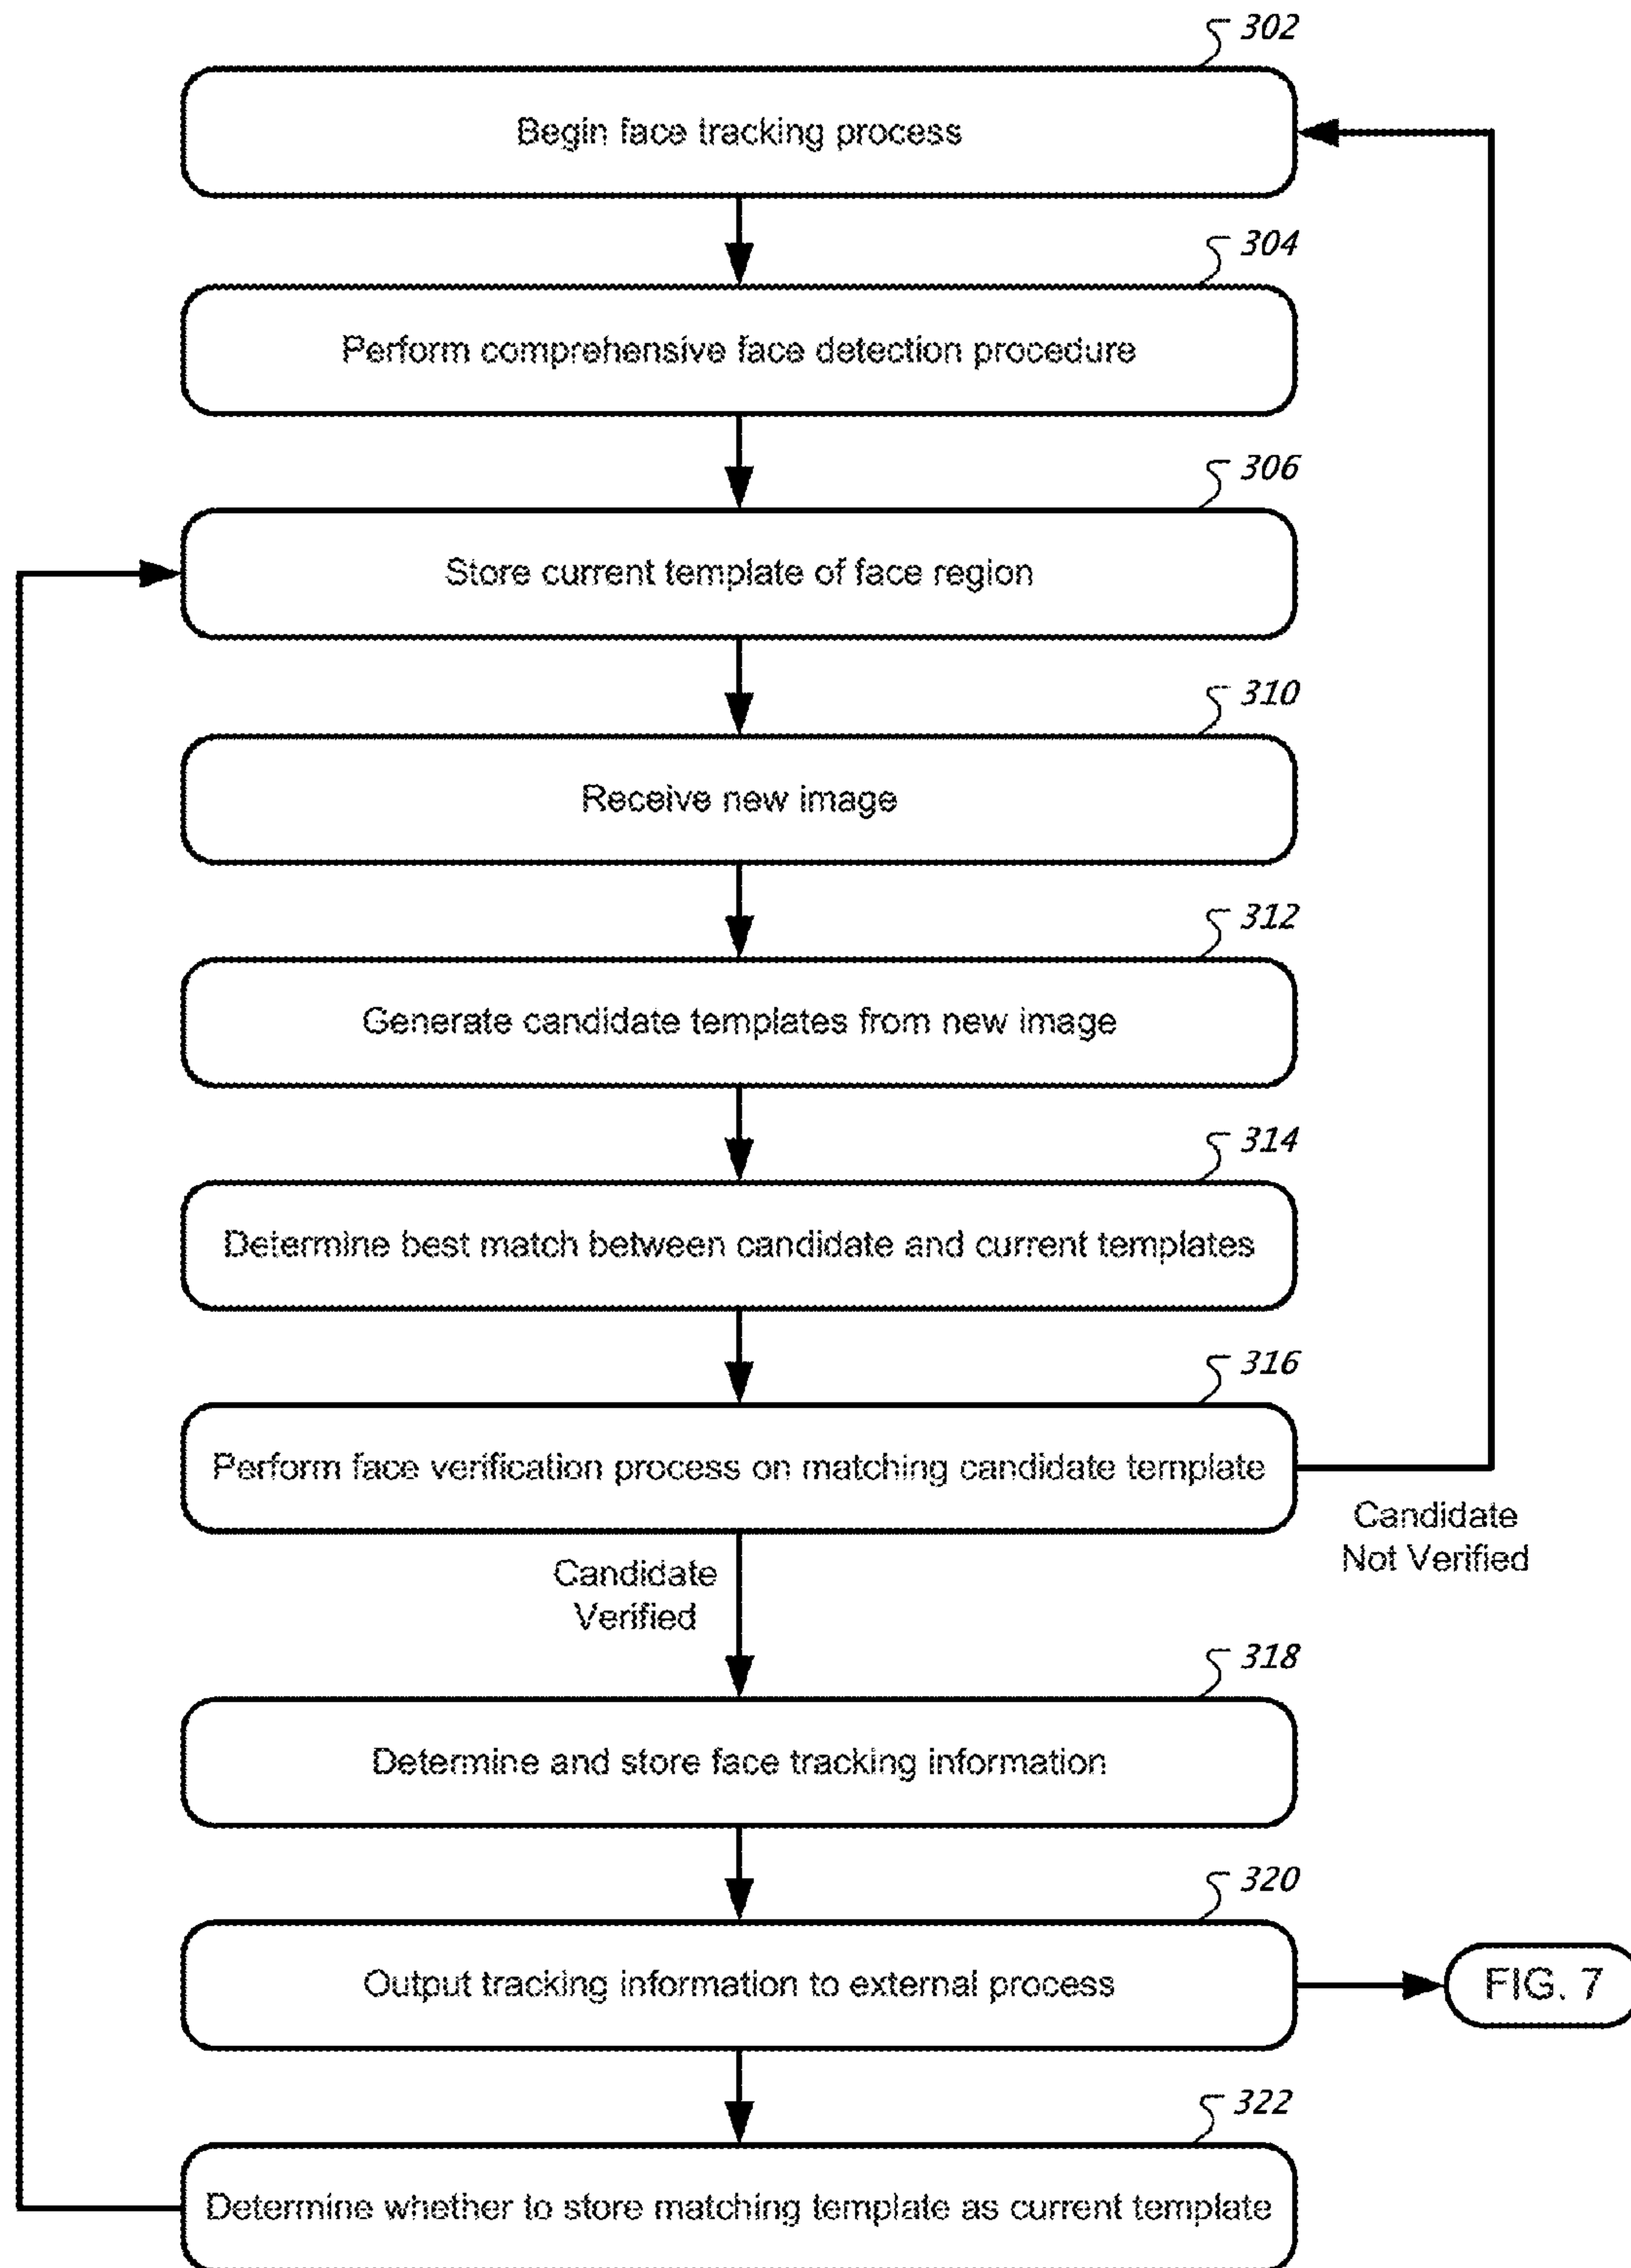 302
Begin face tracking process
304
Perform comprehensive face detection procedure
306
Store current template of face region
310
Receive new image
312
Generate candidate templates from new image
314
Determine best match between candidate and current templates
316
Perform face verification process on matching candidate template
Candidate
Not Verified
Candidate
Verified
318
Determine and store face tracking information
320
Output tracking information to external process
FIG. 7
322
Determine whether to store matching template as current template